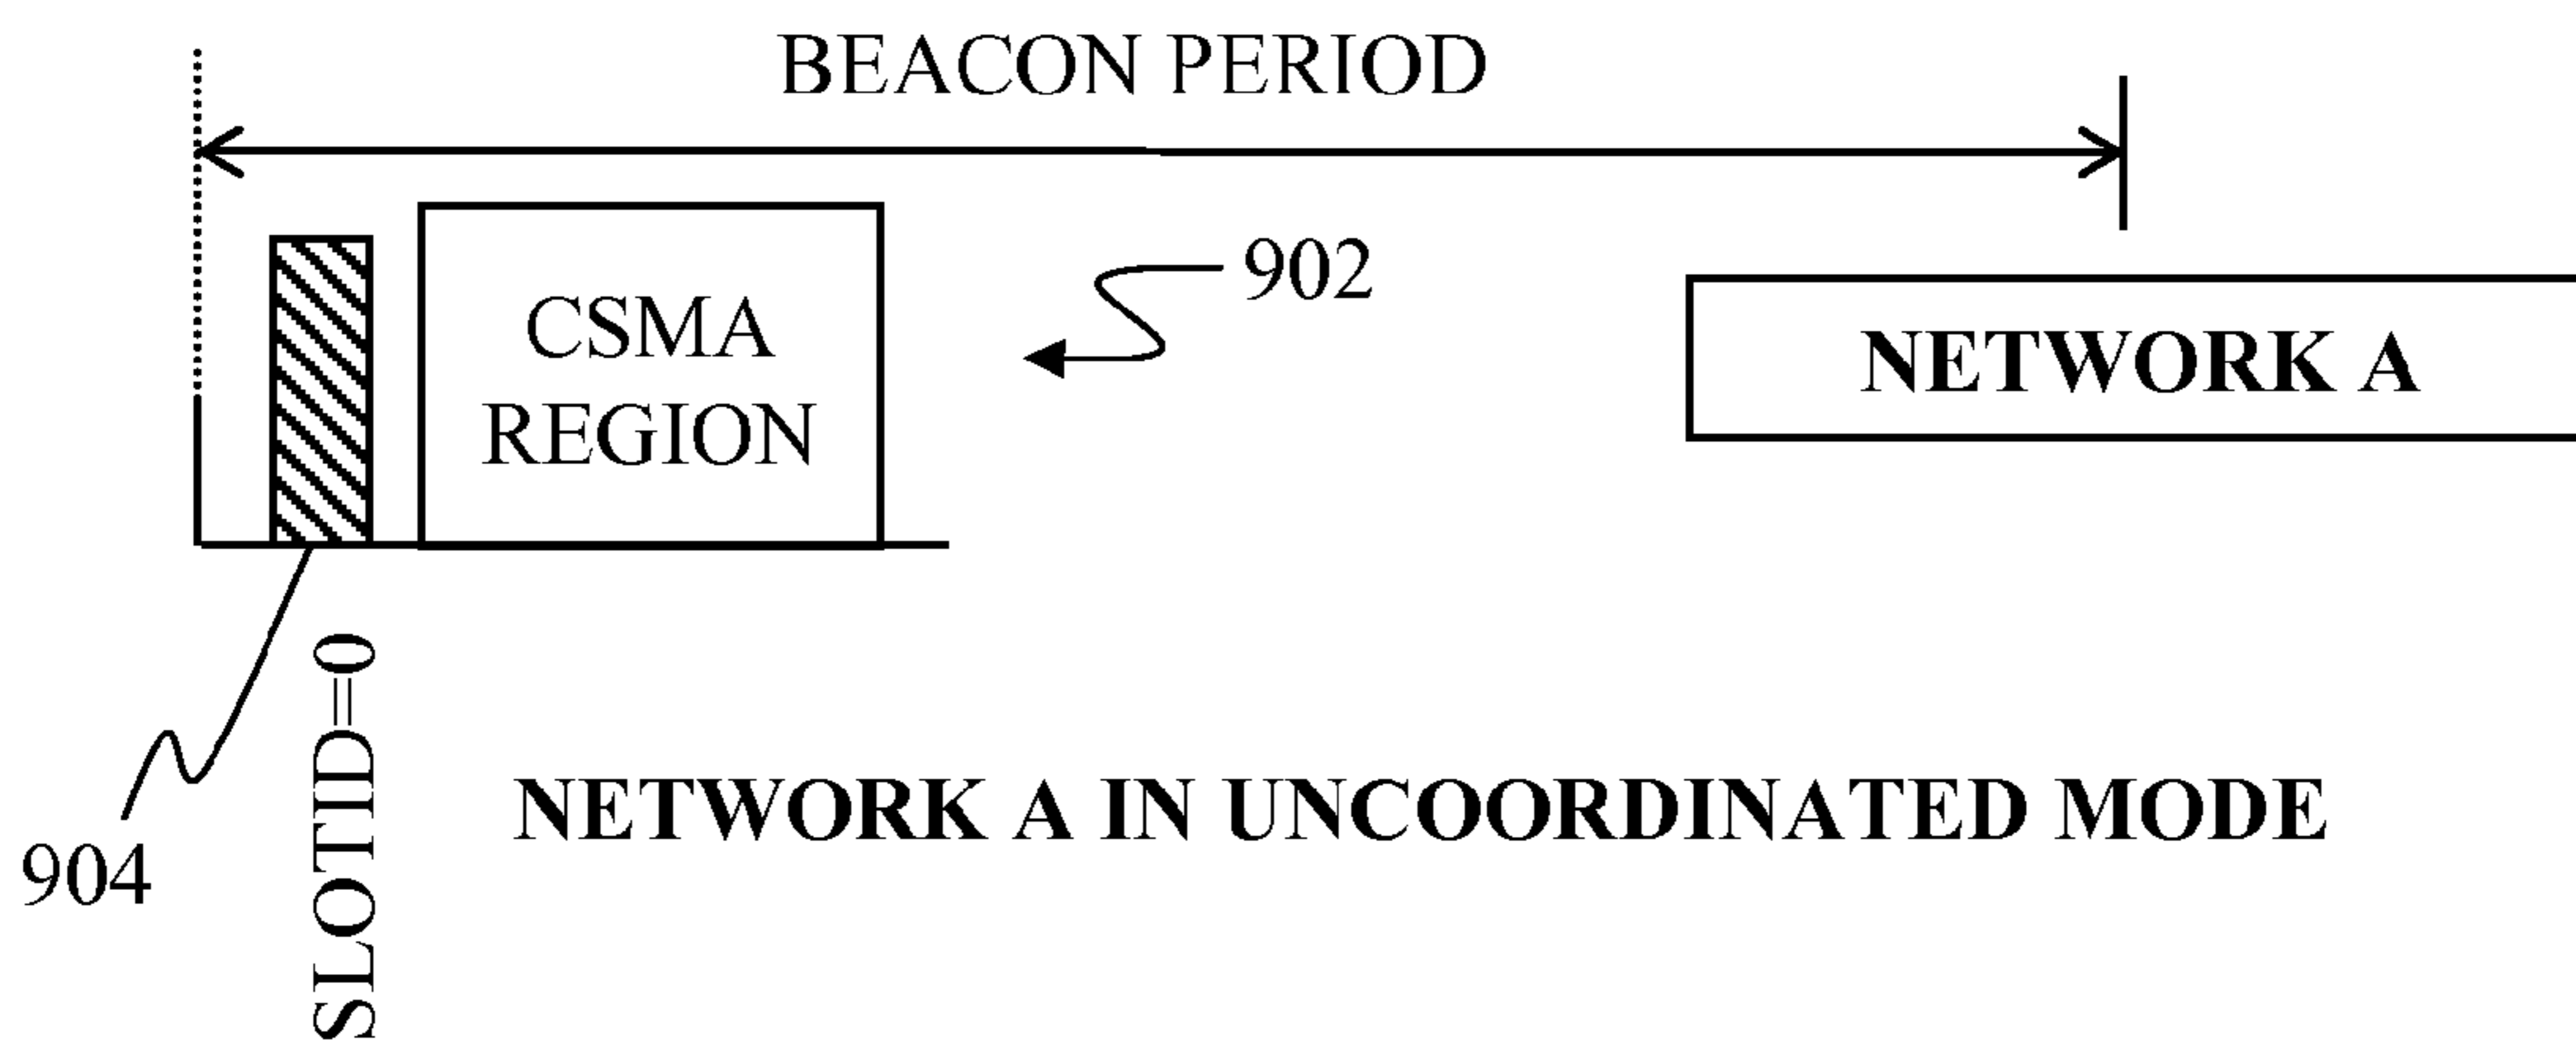 BEACON PERIOD
902
CSMA
REGION
NETWORK A
SLOTID=0
NETWORK A IN UNCOORDINATED MODE
904